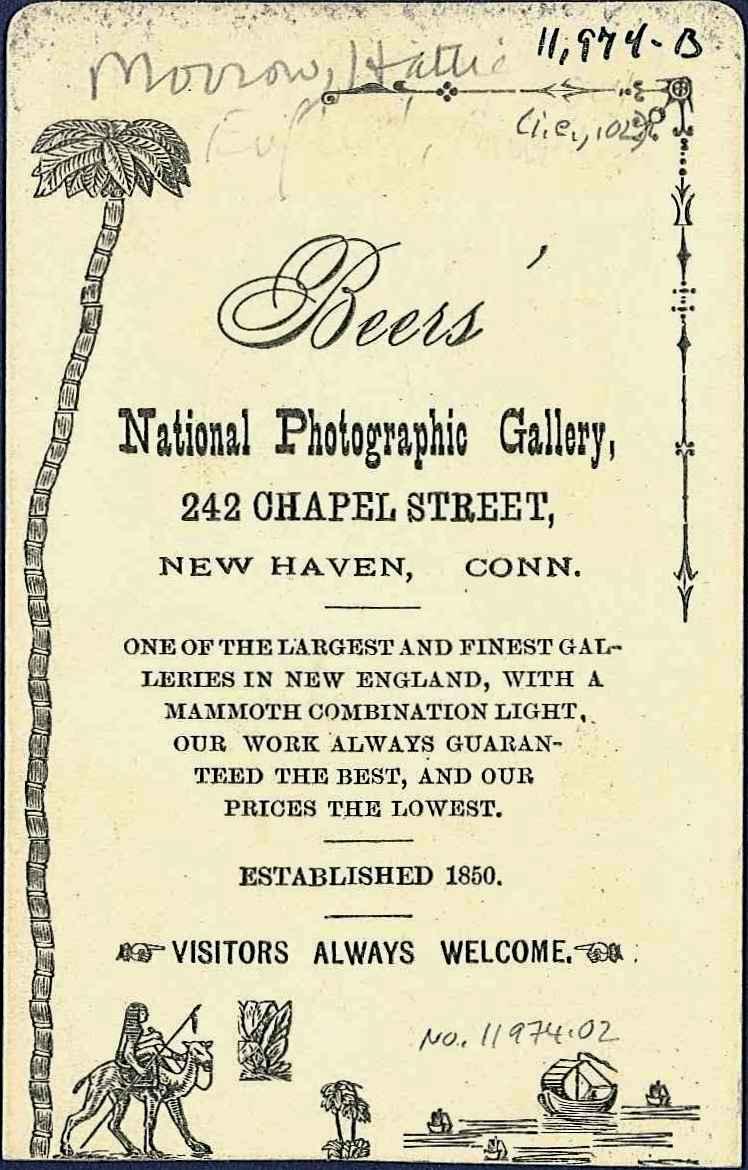 11,974-B
Morrow, Hattie
(i.e., .02)
Beers'
National Photographic Gallery,
242 CHAPEL STREET,
NEW HAVEN, CONN.
ONE OF THE LARGEST AND FINEST GAL-
LERIES IN NEW ENGLAND, WITH A
MAMMOTH COMBINATION LIGHT,
OUR WORK ALWAYS GUARAN-
TEED THE BEST, AND OUR
PRICES THE LOWEST.
ESTABLISHED 1850.
VISITORS ALWAYS WELCOME.
No. 11974.02